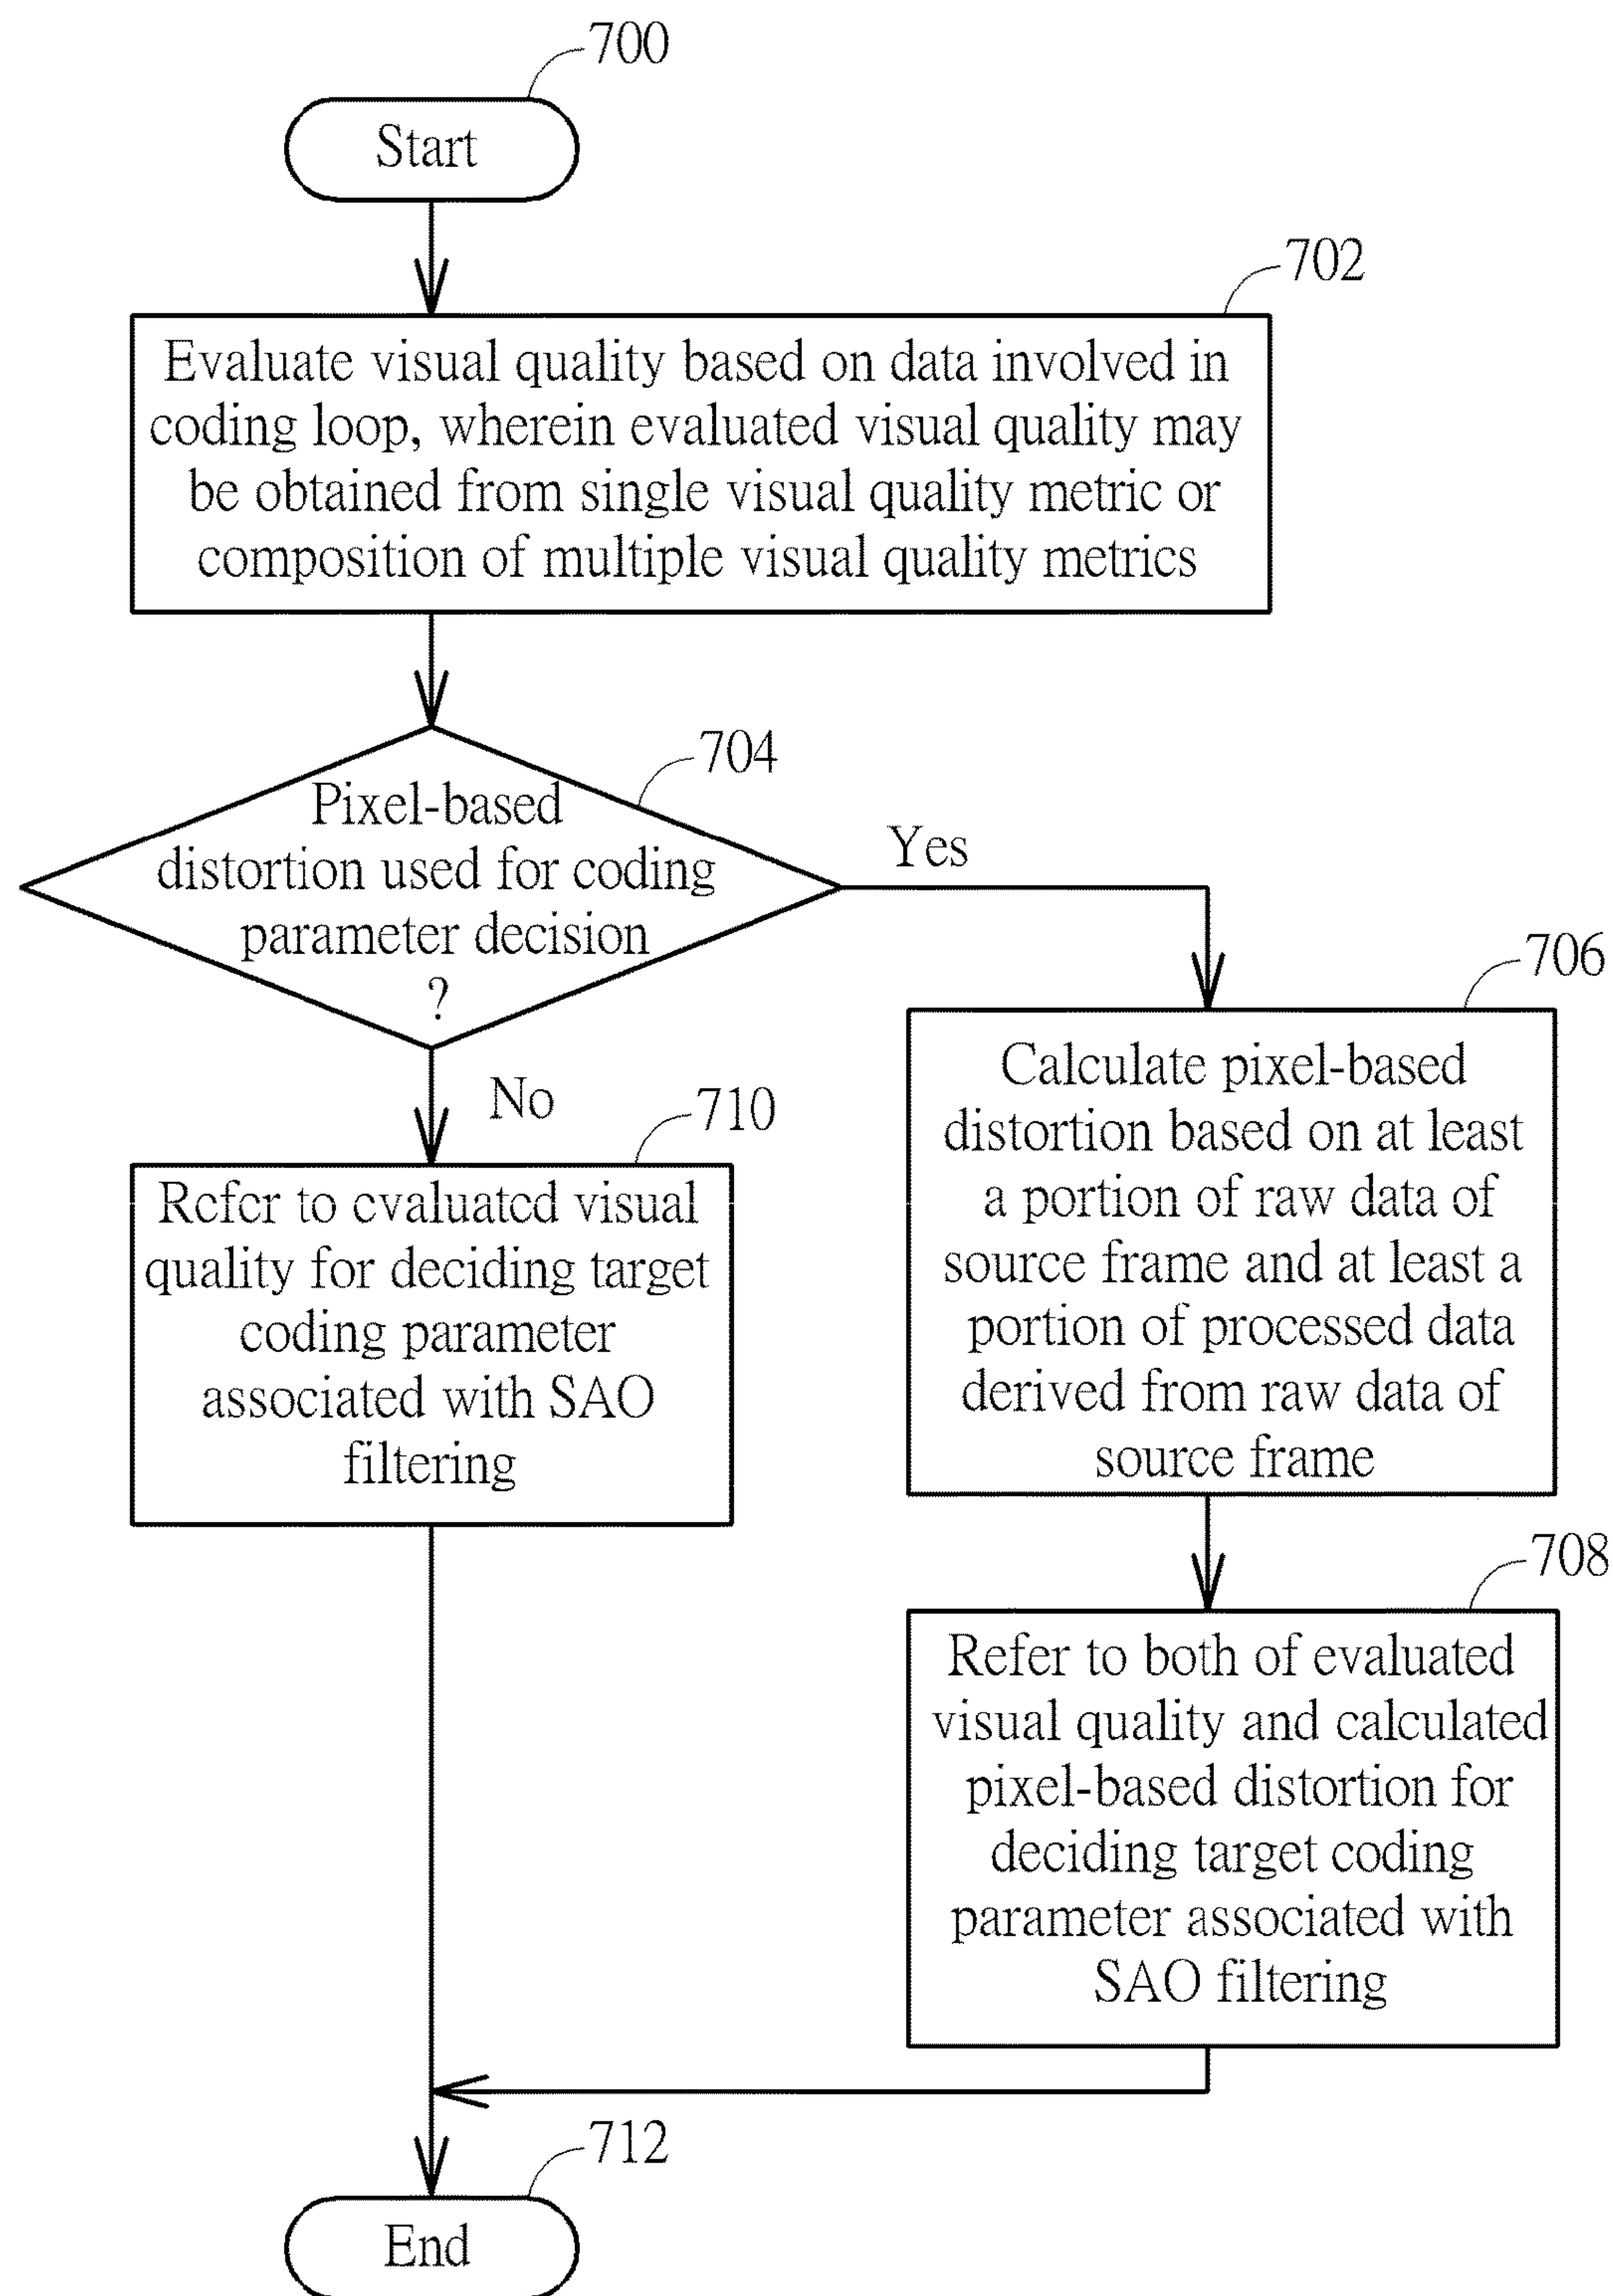 700
Start
702
Evaluate visual quality based on data involved in
coding loop, wherein evaluated visual quality may
be obtained from single visual quality metric or
composition of multiple visual quality metrics
704
Pixel-based
distortion used for coding
parameter decision
?
Yes
706
Calculate pixel-based
distortion based on at least
a portion of raw data of
source frame and at least a
portion of processed data
derived from raw data of
source frame
No
710
Refer to evaluated visual
quality for deciding target
coding parameter
associated with SAO
filtering
708
Refer to both of evaluated
visual quality and calculated
pixel-based distortion for
deciding target coding
parameter associated with
SAO filtering
712
End